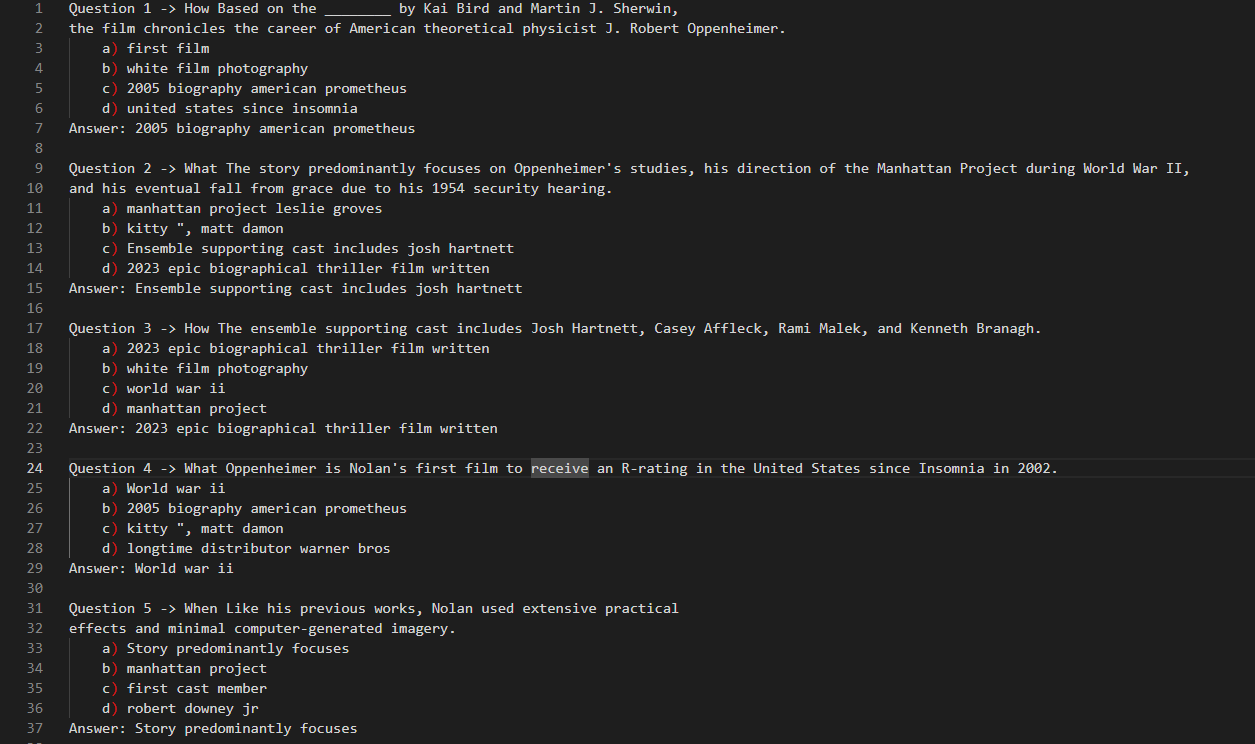 1 Question 1 -> How Based on the ________ by Kai Bird and Martin J. Sherwin,
2 the film chronicles the career of American theoretical physicist J. Robert Oppenheimer.
3 a) first film
4 b) white film photography
5 c) 2005 biography american prometheus
6 d) united states since insomnia
7 Answer: 2005 biography american prometheus
8
9 Question 2 -> What The story predominantly focuses on Oppenheimer's studies, his direction of the Manhattan Project during World War II,
10 and his eventual fall from grace due to his 1954 security hearing.
11 a) manhattan project leslie groves
12 b) kitty ", matt damon
13 c) Ensemble supporting cast includes josh hartnett
14 d) 2023 epic biographical thriller film written
15 Answer: Ensemble supporting cast includes josh hartnett
16
17 Question 3 -> How The ensemble supporting cast includes Josh Hartnett, Casey Affleck, Rami Malek, and Kenneth Branagh.
18 a) 2023 epic biographical thriller film written
19 b) white film photography
20 c) world war ii
21 d) manhattan project
22 Answer: 2023 epic biographical thriller film written
23
24 Question 4 -> What Oppenheimer is Nolan's first film to receive an R-rating in the United States since Insomnia in 2002.
25 a) World war ii
26 b) 2005 biography american prometheus
27 c) kitty ", matt damon
28 d) longtime distributor warner bros
29 Answer: World war ii
30
31 Question 5 -> When Like his previous works, Nolan used extensive practical
32 effects and minimal computer-generated imagery.
33 a) Story predominantly focuses
34 b) manhattan project
35 c) first cast member
36 d) robert downey jr
37 Answer: Story predominantly focuses